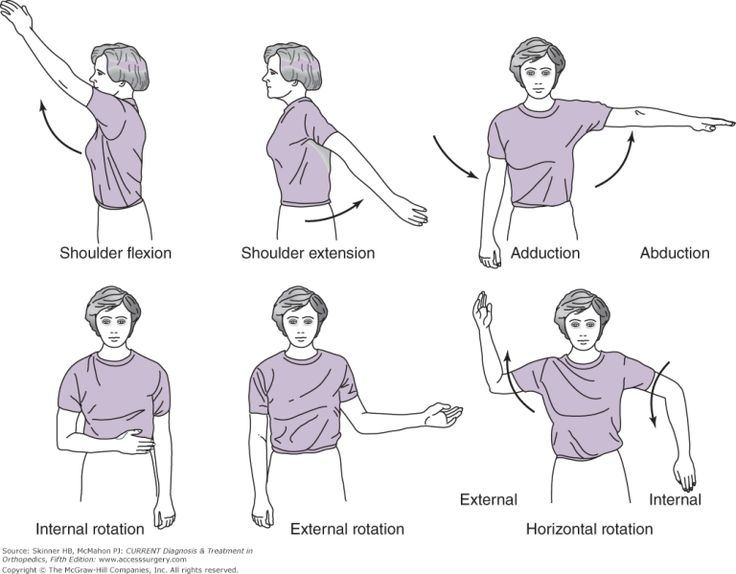 Shoulder flexion
Shoulder extension
Adduction
Abduction
Internal rotation
External rotation
External
Internal
Horizontal rotation
Source: Skinner HB, McMahon PJ: CURRENT Diagnosis & Treatment in
Orthopedics, Fifth Edition: www.accesssurgery.com
Copyright © The McGraw-Hill Companies, Inc. All rights reserved.